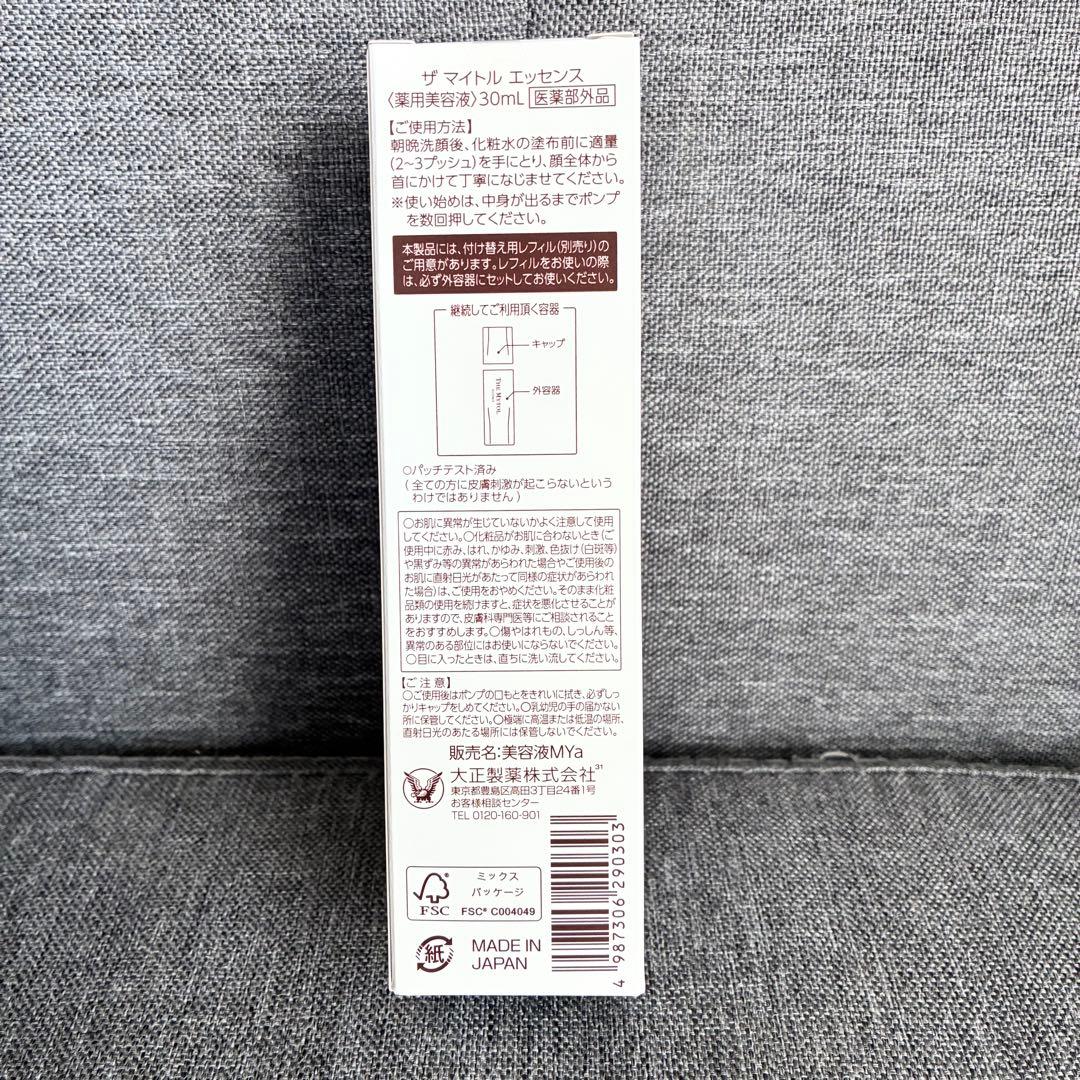 ザ マイトル エッセンス
〈薬用美容液〉30mL 医薬部外品
【ご使用方法】
朝晩洗顔後、化粧水の塗布前に適量
(2~3プッシュ)を手にとり、顔全体から
首にかけて丁寧になじませてください。
※使い始めは、中身が出るまでポンプ
を数回押してください。
本製品には、付け替え用レフィル(別売り)の
ご用意があります。レフィルをお使いの際
は、必ず外容器にセットしてお使いください。
継続してご利用頂く容器
キャップ
THE MYTOL
外容器
○パッチテスト済み
(全ての方に皮膚刺激が起こらないという
わけではありません)
○お肌に異常が生じていないかよく注意して使用
してください。○化粧品がお肌に合わないとき(ご
使用中に赤み、はれ、かゆみ、刺激、色抜け(白斑等)
や黒ずみ等の異常があらわれた場合やご使用後の
お肌に直射日光があたって同様の症状があらわれ
た場合)は、ご使用をおやめください。そのまま化粧
品類の使用を続けますと、症状を悪化させることが
ありますので、皮膚科専門医等にご相談されること
をおすすめします。○傷やはれもの、しっしん等、
異常のある部位にはお使いにならないでください。
○目に入ったときは、直ちに洗い流してください。
【ご注意】
○ご使用後はポンプの口もとをきれいに拭き、必ずしっ
かりキャップをしめてください。○乳幼児の手の届かない
所に保管してください。○極端に高温または低温の場所、
直射日光のあたる場所には保管しないでください。
販売名:美容液MYa
大正製薬株式会社31
東京都豊島区高田3丁目24番1号
お客様相談センター
TEL 0120-160-901
FSC
ミックス
パッケージ
FSC® C004049
紙
MADE IN
JAPAN
4 987306 290303